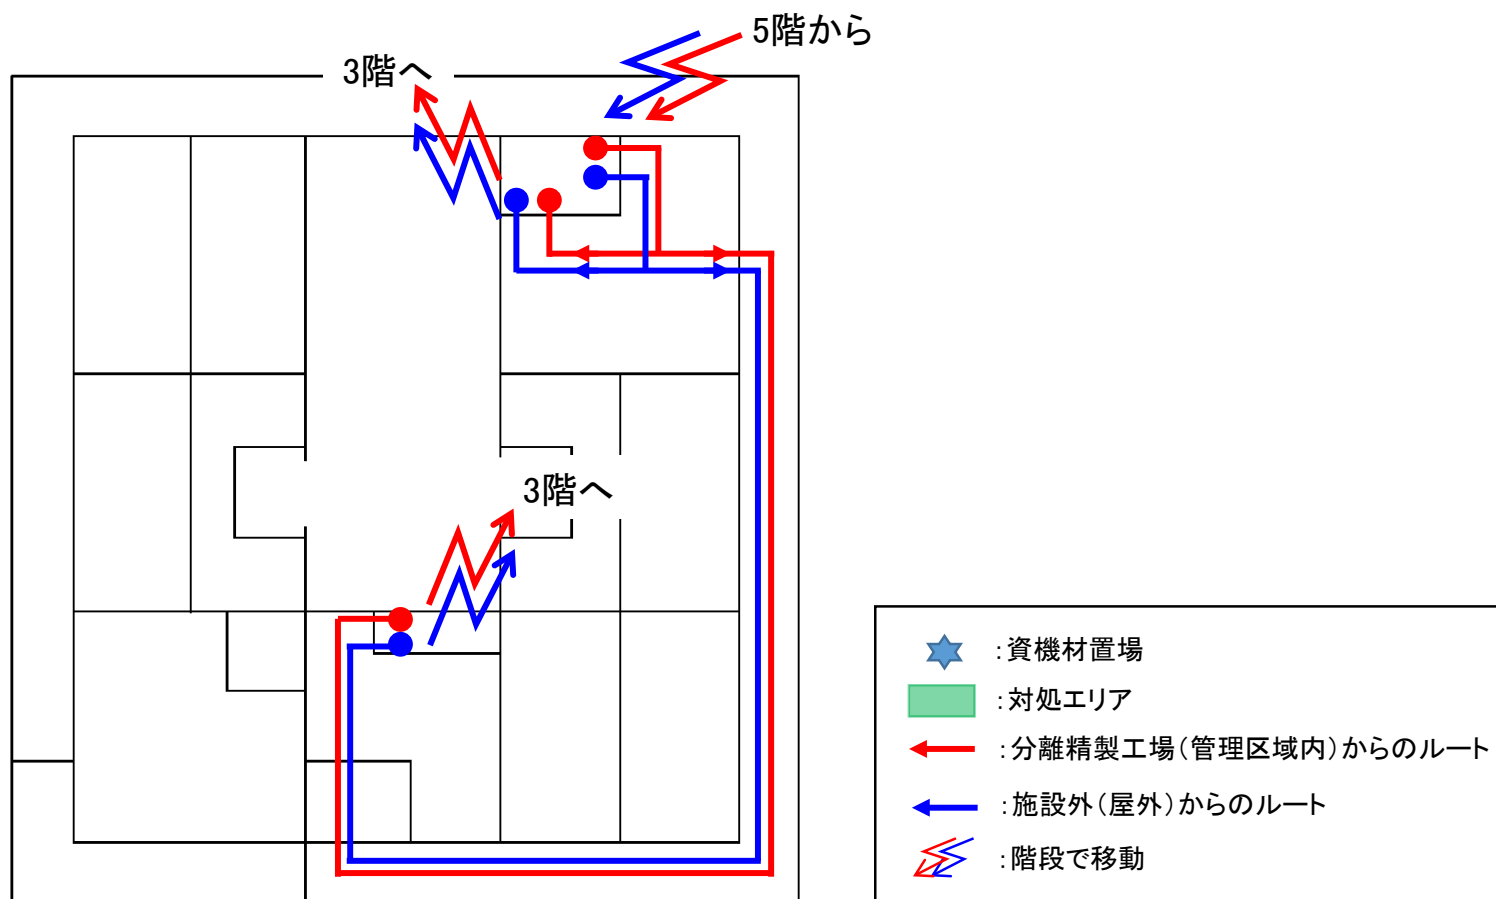 5階から
3階へ
3階へ
:資機材置場
:対処エリア
:分離精製工場(管理区域内)からのルート
:施設外(屋外)からのルート
:階段で移動